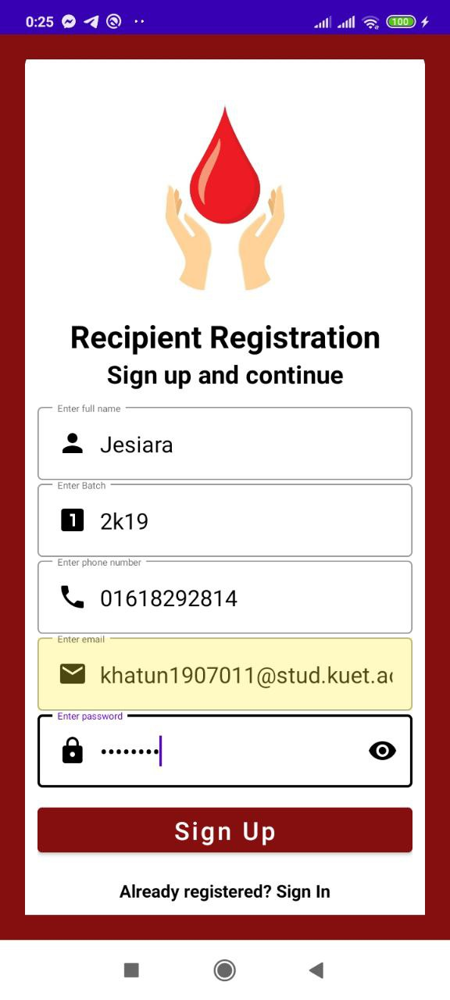 0:25
100
Recipient Registration
Sign up and continue
Enter full name
Jesiara
Enter Batch
1
2k19
Enter phone number
01618292814
Enter email
khatun1907011@stud.kuet.ac
Enter password
••••••••
Sign Up
Already registered? Sign In